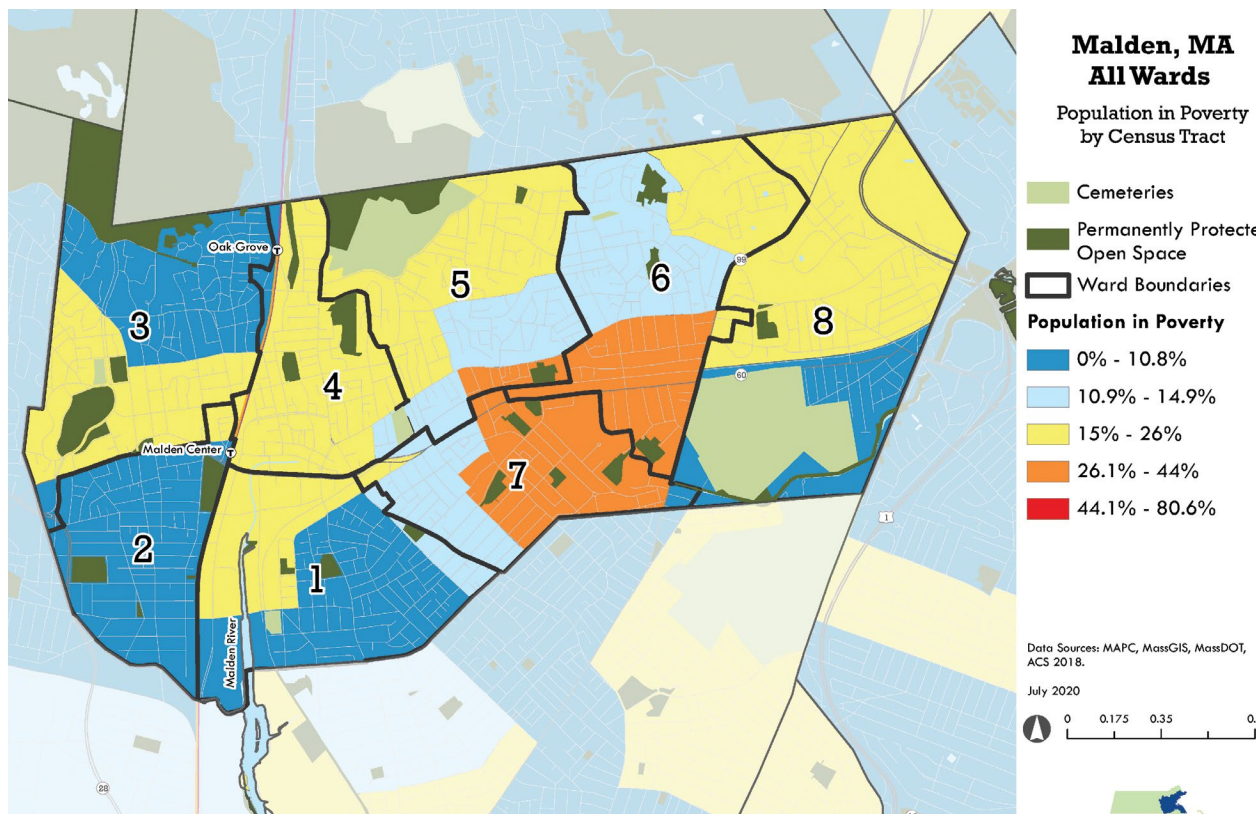 Malden, MA
All Wards
Population in Poverty
by Census Tract
Cemeteries
Permanently Protecte
Open Space
Ward Boundaries
Population in Poverty
0% - 10.8%
10.9% - 14.9%
15% - 26%
26.1% - 44%
44.1% - 80.6%
Data Sources: MAPC, MassGIS, MassDOT,
ACS 2018.
July 2020
0 0.175 0.35 0.
Oak Grove T
3
5
6
99
8
4
60
Malden Center T
7
2
1
1
Malden River
28